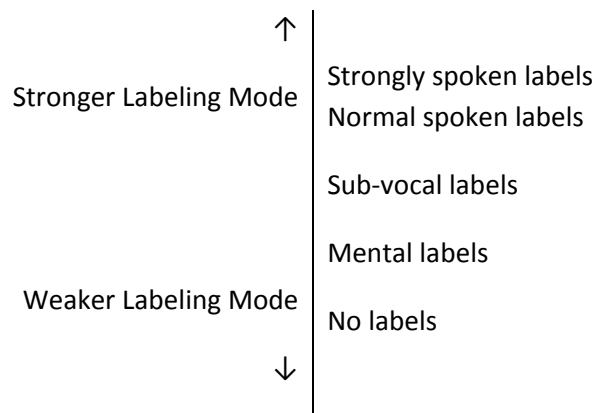 ↑
Stronger Labeling Mode
Strongly spoken labels
Normal spoken labels
Sub-vocal labels
Mental labels
Weaker Labeling Mode
No labels
↓